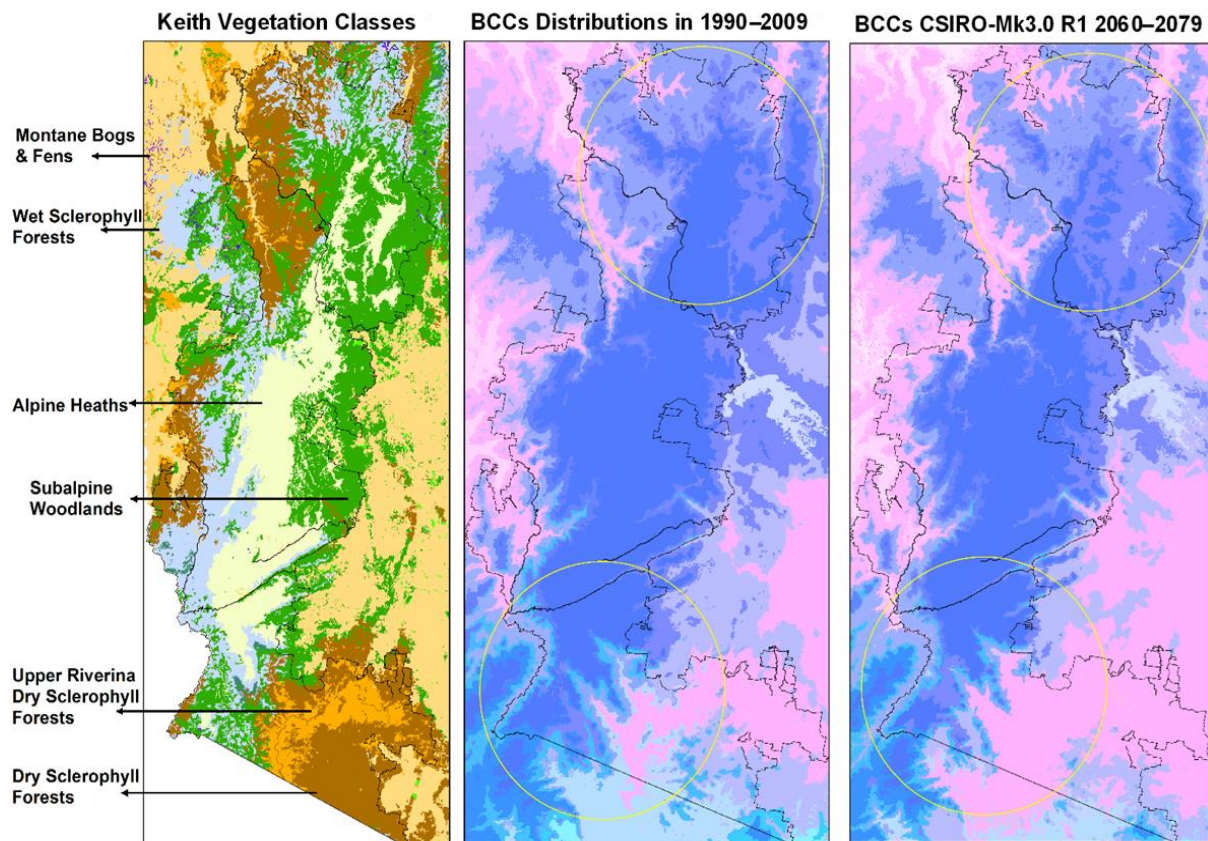 Keith Vegetation Classes
BCCs Distributions in 1990–2009
BCCs CSIRO-Mk3.0 R1 2060–2079
Montane Bogs
& Fens
Wet Sclerophyll
Forests
Alpine Heaths
Subalpine
Woodlands
Upper Riverina
Dry Sclerophyll
Forests
Dry Sclerophyll
Forests